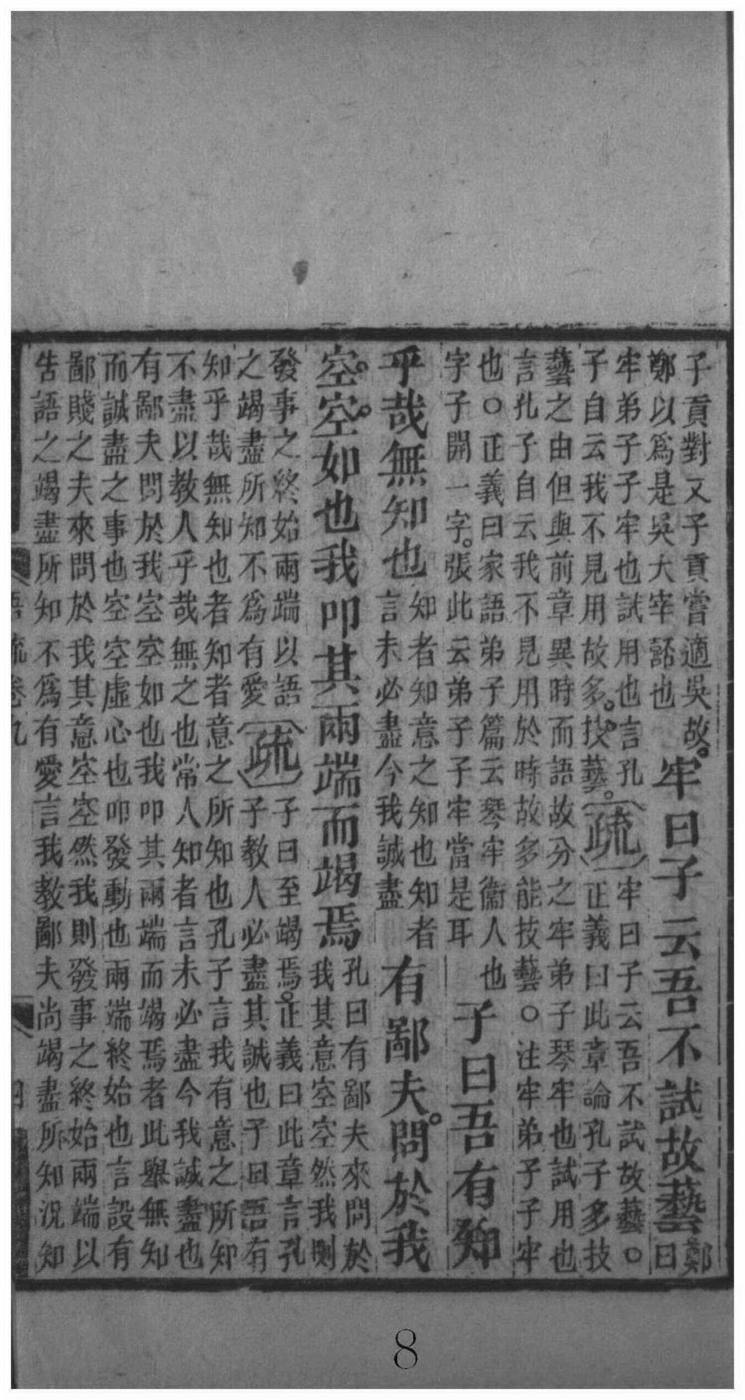 子貢對又子貢嘗適吳故
鄭以爲是吳大宰嚭也
牢曰子云吾不試故藝
鄭
曰
牢弟子子牢也試用也言孔
子自云我不見用故多技藝
疏
牢曰子云吾不試故藝○
正義曰此章論孔子多技
藝之由但與前章異時而語故分之牢弟子琴牢也試用也
言孔子自云我不見用於時故多能技藝○注牢弟子子牢
也○正義曰家語弟子篇云琴牢衞人也
字子開一字張此云弟子子牢當是耳
子曰吾有知
乎哉無知也
知者知意之知也知者
言未必盡今我誠盡
有鄙夫問於我
空空如也我叩其兩端而竭焉
孔曰有鄙夫來問於
我其意空空然我則
發事之終始兩端以語
之竭盡所知不爲有愛
疏
子曰至竭焉正義曰此章言孔
子教人必盡其誠也子曰吾有
知乎哉無知也者知者意之所知也孔子言我有意之所知
不盡以教人乎哉無之也常人知者言未必盡今我誠盡也
有鄙夫問於我空空如也我叩其兩端而竭焉者此舉無知
而誠盡之事也空空虛心也叩發動也兩端終始也言設有
鄙賤之夫來問於我其意空空然我則發事之終始兩端以
告語之竭盡所知不爲有愛言我教鄙夫尚竭盡所知況知
語疏卷九
四
8